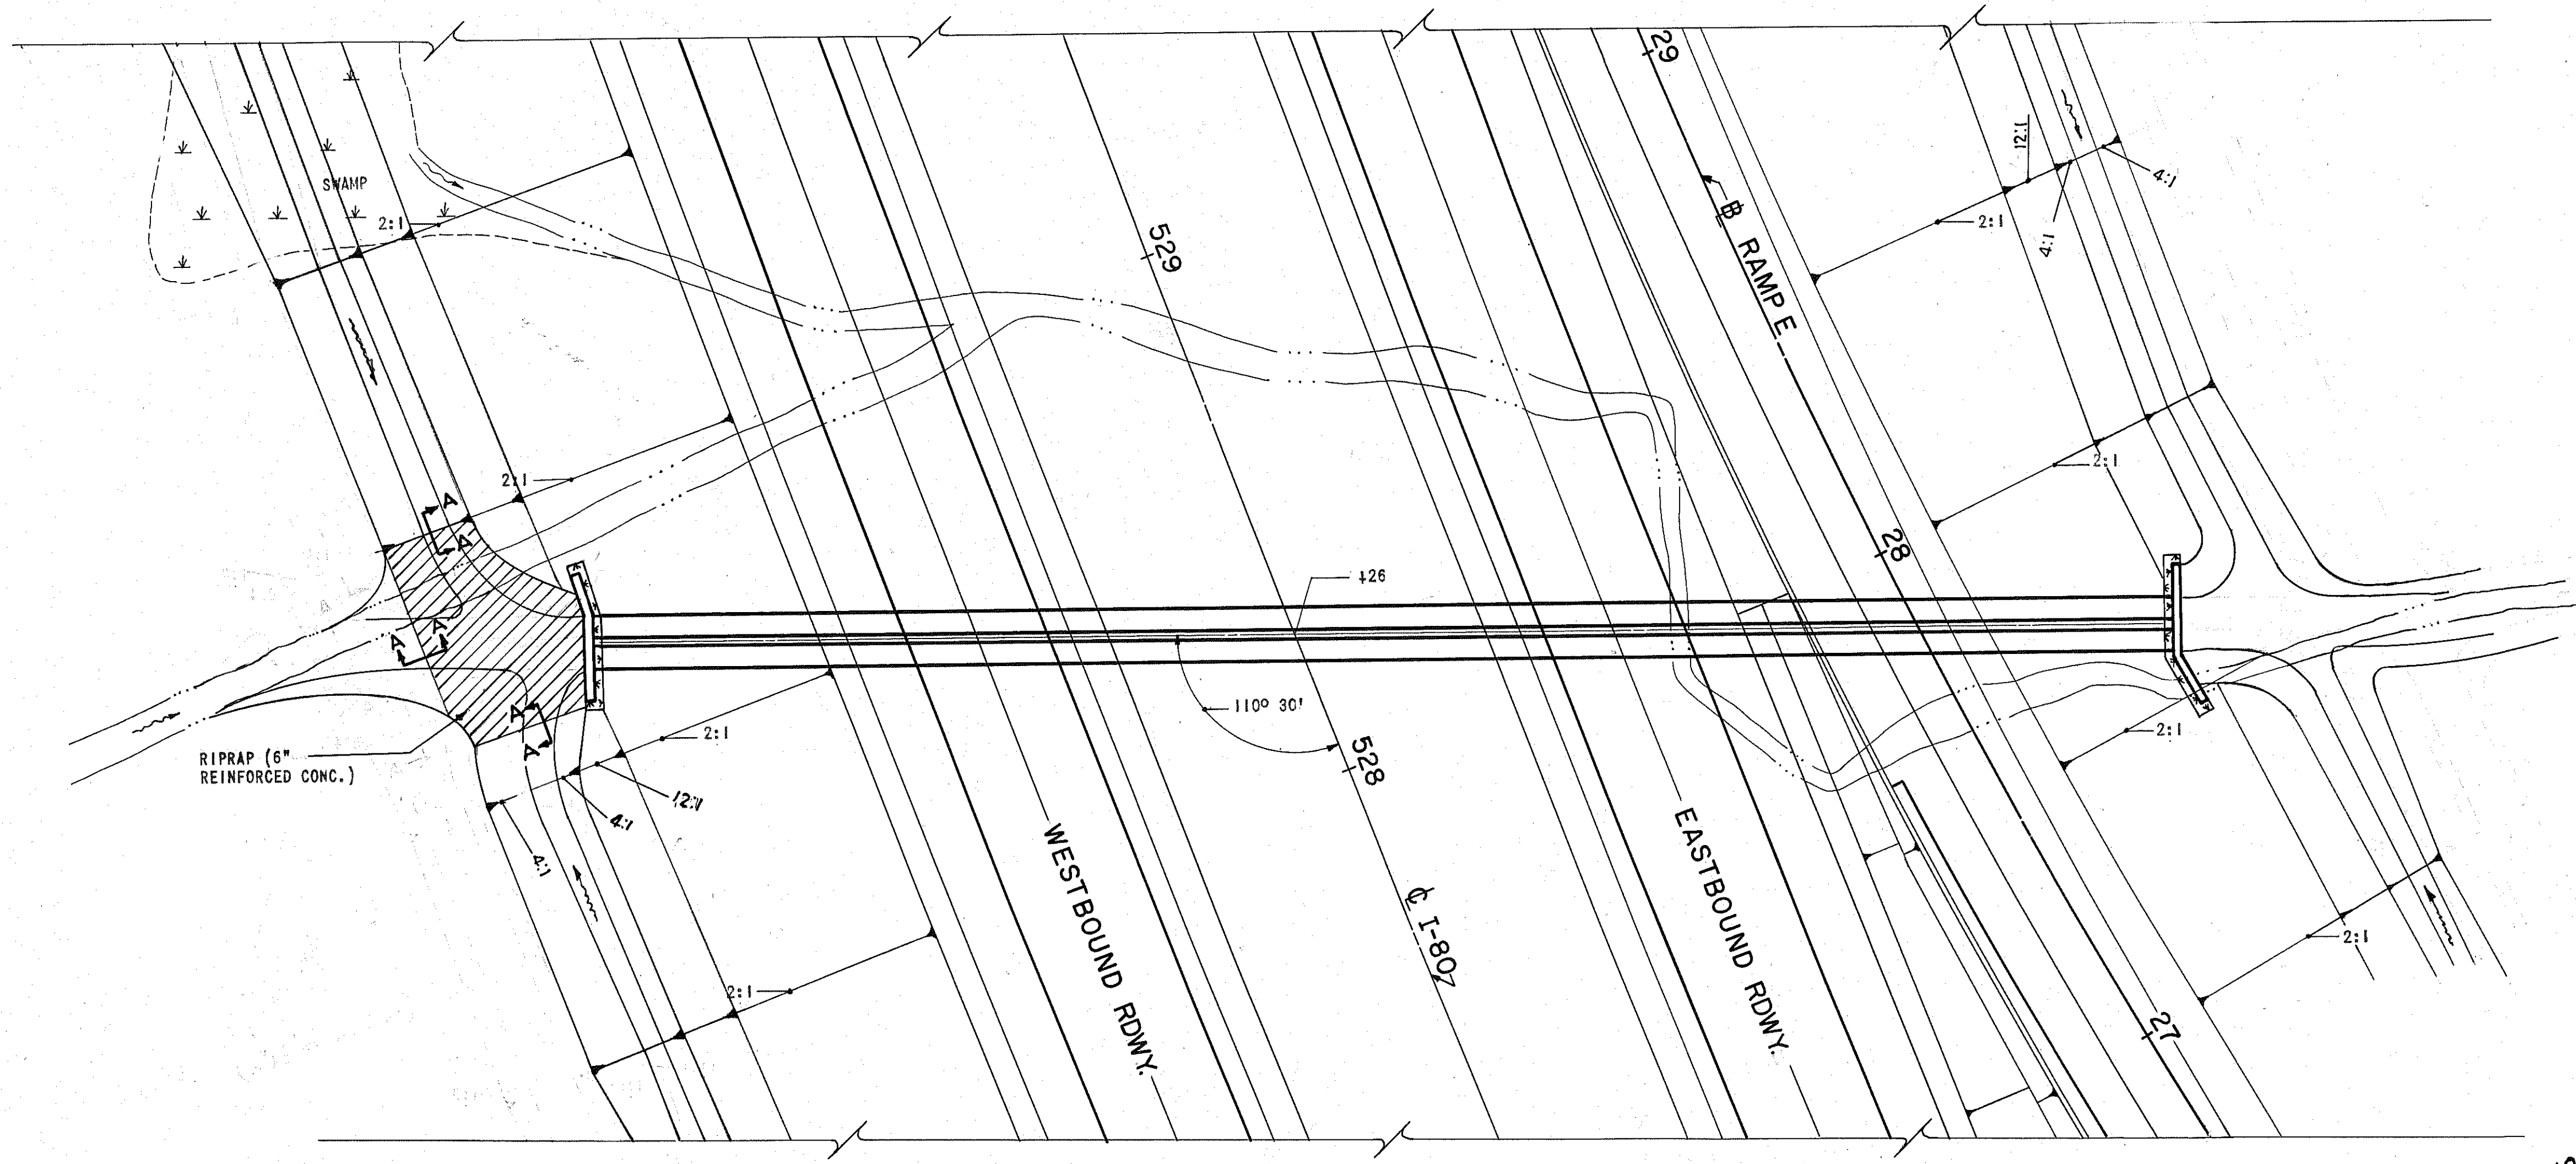 29
12:1
4:1
SWAMP
2:1
2:1
4:1
529
℄ RAMP E
2:1
2:1
A
A
28
+26
A
A
110° 30'
A
A
2:1
2:1
RIPRAP (6"
REINFORCED CONC.)
528
12:1
4:1
4:1
WESTBOUND RDWY.
EASTBOUND RDWY.
℄ I-807
2:1
2:1
27